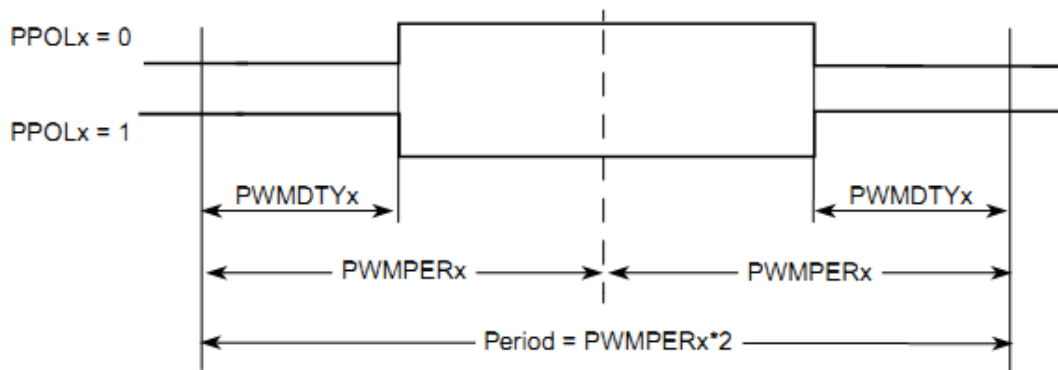 PPOLx = 0
PPOLx = 1
PWMDTYx
PWMDTYx
PWMPERx
PWMPERx
Period = PWMPERx*2